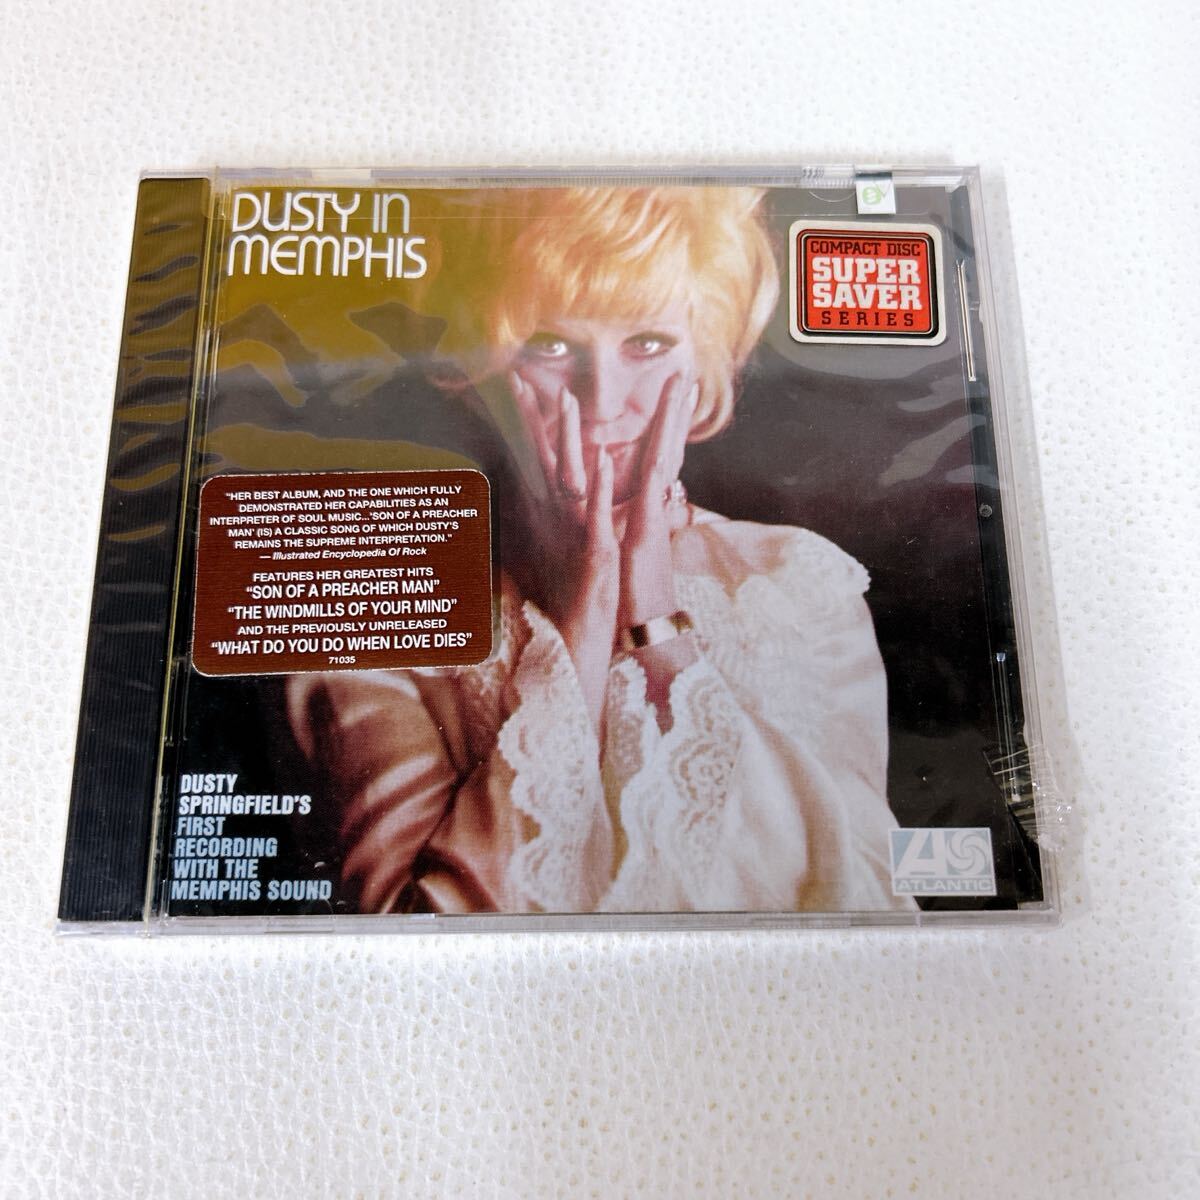 DUSTY IN
MEMPHIS
COMPACT DISC
SUPER
SAVER
SERIES
"HER BEST ALBUM, AND THE ONE WHICH FULLY
DEMONSTRATED HER CAPABILITIES AS AN
INTERPRETER OF SOUL MUSIC...'SON OF A PREACHER
MAN' (IS) A CLASSIC SONG OF WHICH DUSTY'S
REMAINS THE SUPREME INTERPRETATION."
— Illustrated Encyclopedia Of Rock
FEATURES HER GREATEST HITS
"SON OF A PREACHER MAN"
"THE WINDMILLS OF YOUR MIND"
AND THE PREVIOUSLY UNRELEASED
"WHAT DO YOU DO WHEN LOVE DIES"
71035
DUSTY
SPRINGFIELD'S
FIRST
RECORDING
WITH THE
MEMPHIS SOUND
ATLANTIC